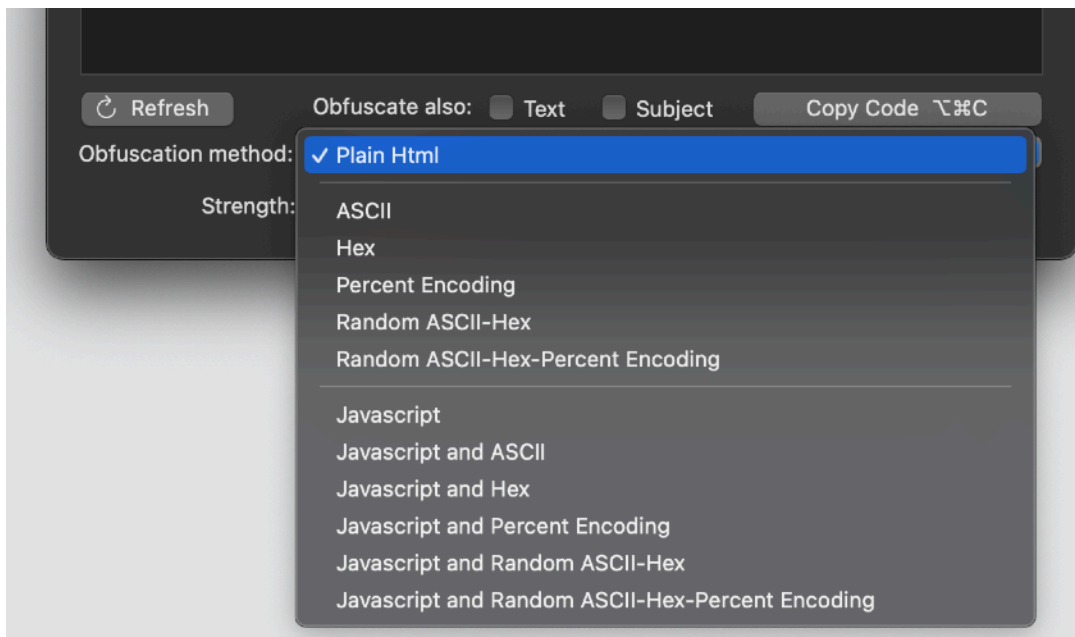 Refresh Obfuscate also: Text Subject Copy Code ⌥⌘C
Obfuscation method: ✓ Plain Html
Strength: ASCII
Hex
Percent Encoding
Random ASCII-Hex
Random ASCII-Hex-Percent Encoding
Javascript
Javascript and ASCII
Javascript and Hex
Javascript and Percent Encoding
Javascript and Random ASCII-Hex
Javascript and Random ASCII-Hex-Percent Encoding